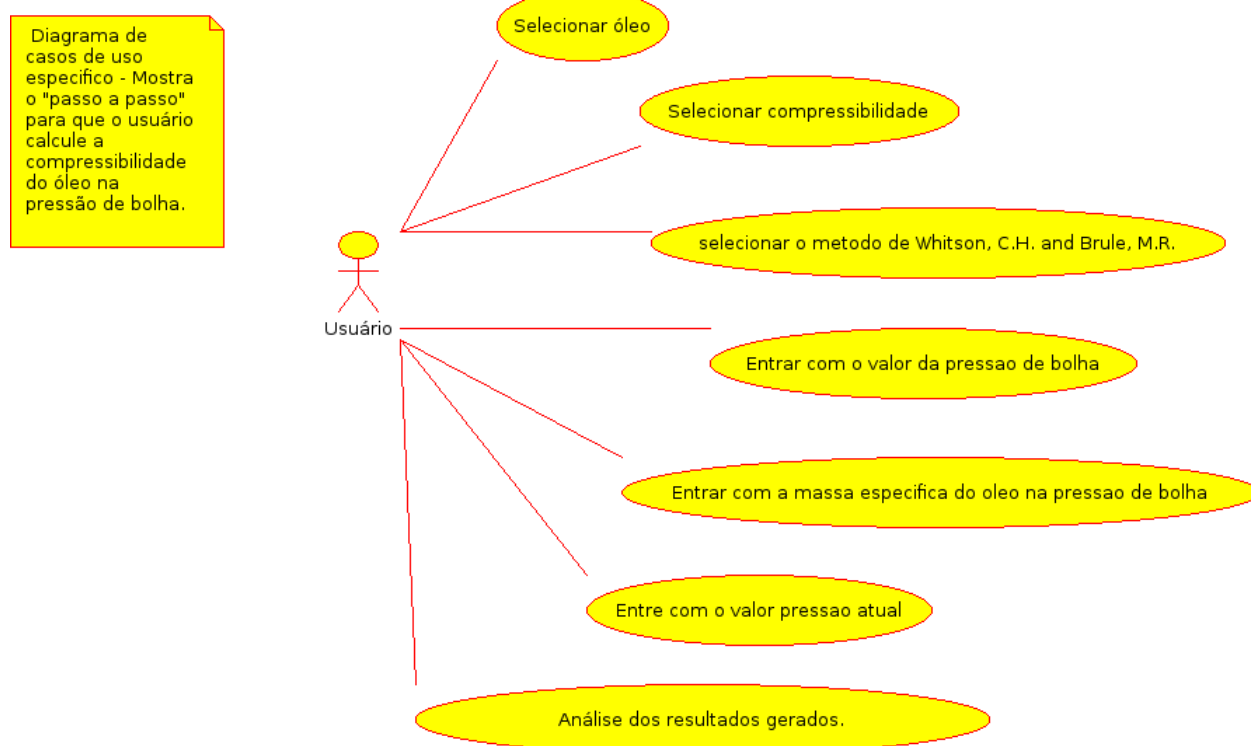 Diagrama de
casos de uso
especifico - Mostra
o "passo a passo"
para que o usuário
calcule a
compressibilidade
do óleo na
pressão de bolha.
Selecionar óleo
Selecionar compressibilidade
selecionar o metodo de Whitson, C.H. and Brule, M.R.
Usuário
Entrar com o valor da pressao de bolha
Entrar com a massa especifica do oleo na pressao de bolha
Entre com o valor pressao atual
Análise dos resultados gerados.